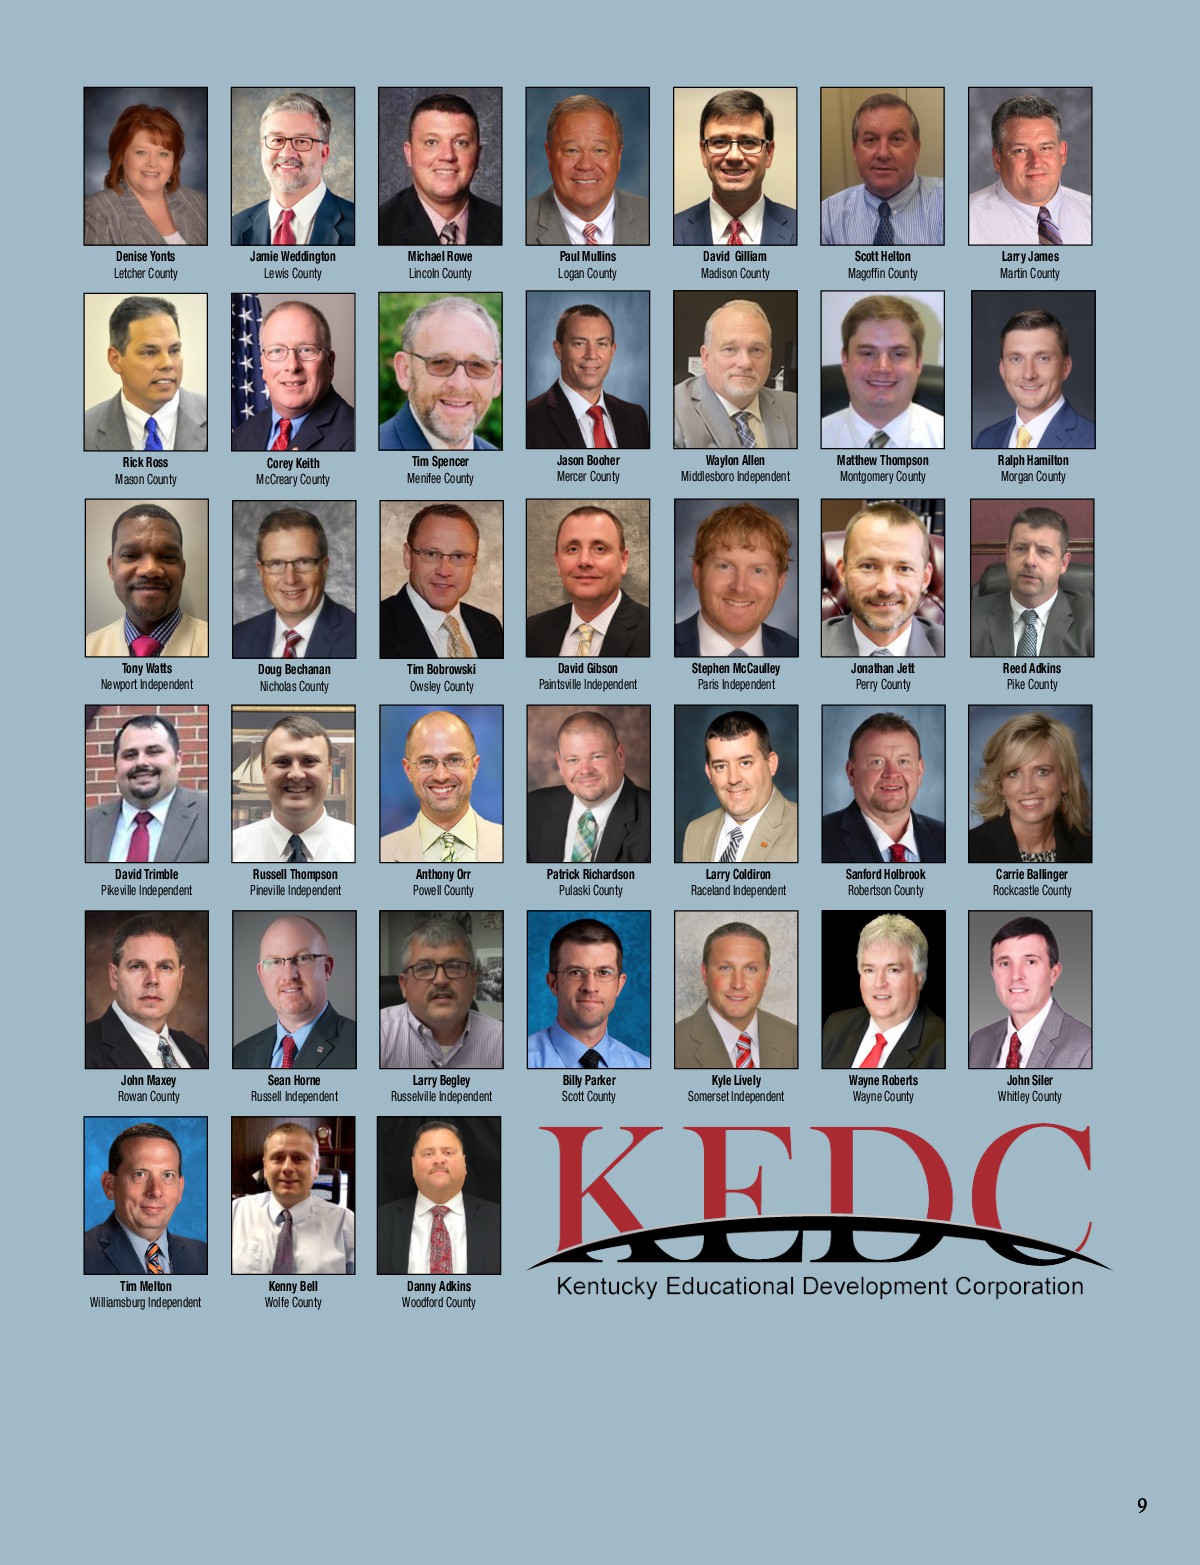 Denise Yonts
Letcher County
Jamie Weddington
Lewis County
Michael Rowe
Lincoln County
Paul Mullins
Logan County
David Gilliam
Madison County
Scott Helton
Magoffin County
Larry James
Martin County
Rick Ross
Mason County
Corey Keith
McCreary County
Tim Spencer
Menifee County
Jason Booher
Mercer County
Waylon Allen
Middlesboro Independent
Matthew Thompson
Montgomery County
Ralph Hamilton
Morgan County
Tony Watts
Newport Independent
Doug Bechanan
Nicholas County
Tim Bobrowski
Owsley County
David Gibson
Paintsville Independent
Stephen McCaulley
Paris Independent
Jonathan Jett
Perry County
Reed Adkins
Pike County
David Trimble
Pikeville Independent
Russell Thompson
Pineville Independent
Anthony Orr
Powell County
Patrick Richardson
Pulaski County
Larry Coldiron
Raceland Independent
Sanford Holbrook
Robertson County
Carrie Ballinger
Rockcastle County
John Maxey
Rowan County
Sean Horne
Russell Independent
Larry Begley
Russelville Independent
Billy Parker
Scott County
Kyle Lively
Somerset Independent
Wayne Roberts
Wayne County
John Siler
Whitley County
Tim Melton
Williamsburg Independent
Kenny Bell
Wolfe County
Danny Adkins
Woodford County
KEDC
Kentucky Educational Development Corporation
9